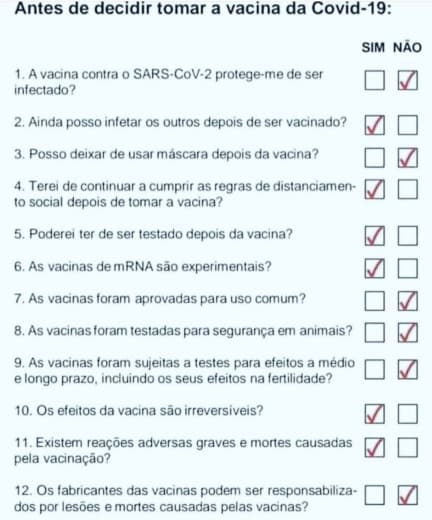 Antes de decidir tomar a vacina da Covid-19:
SIM NÃO
1. A vacina contra o SARS-CoV-2 protege-me de ser
infectado?
2. Ainda posso infetar os outros depois de ser vacinado?
3. Posso deixar de usar máscara depois da vacina?
4. Terei de continuar a cumprir as regras de distanciamen-
to social depois de tomar a vacina?
5. Poderei ter de ser testado depois da vacina?
6. As vacinas de mRNA são experimentais?
7. As vacinas foram aprovadas para uso comum?
8. As vacinas foram testadas para segurança em animais?
9. As vacinas foram sujeitas a testes para efeitos a médio
e longo prazo, incluindo os seus efeitos na fertilidade?
10. Os efeitos da vacina são irreversíveis?
11. Existem reações adversas graves e mortes causadas
pela vacinação?
12. Os fabricantes das vacinas podem ser responsabiliza-
dos por lesões e mortes causadas pelas vacinas?